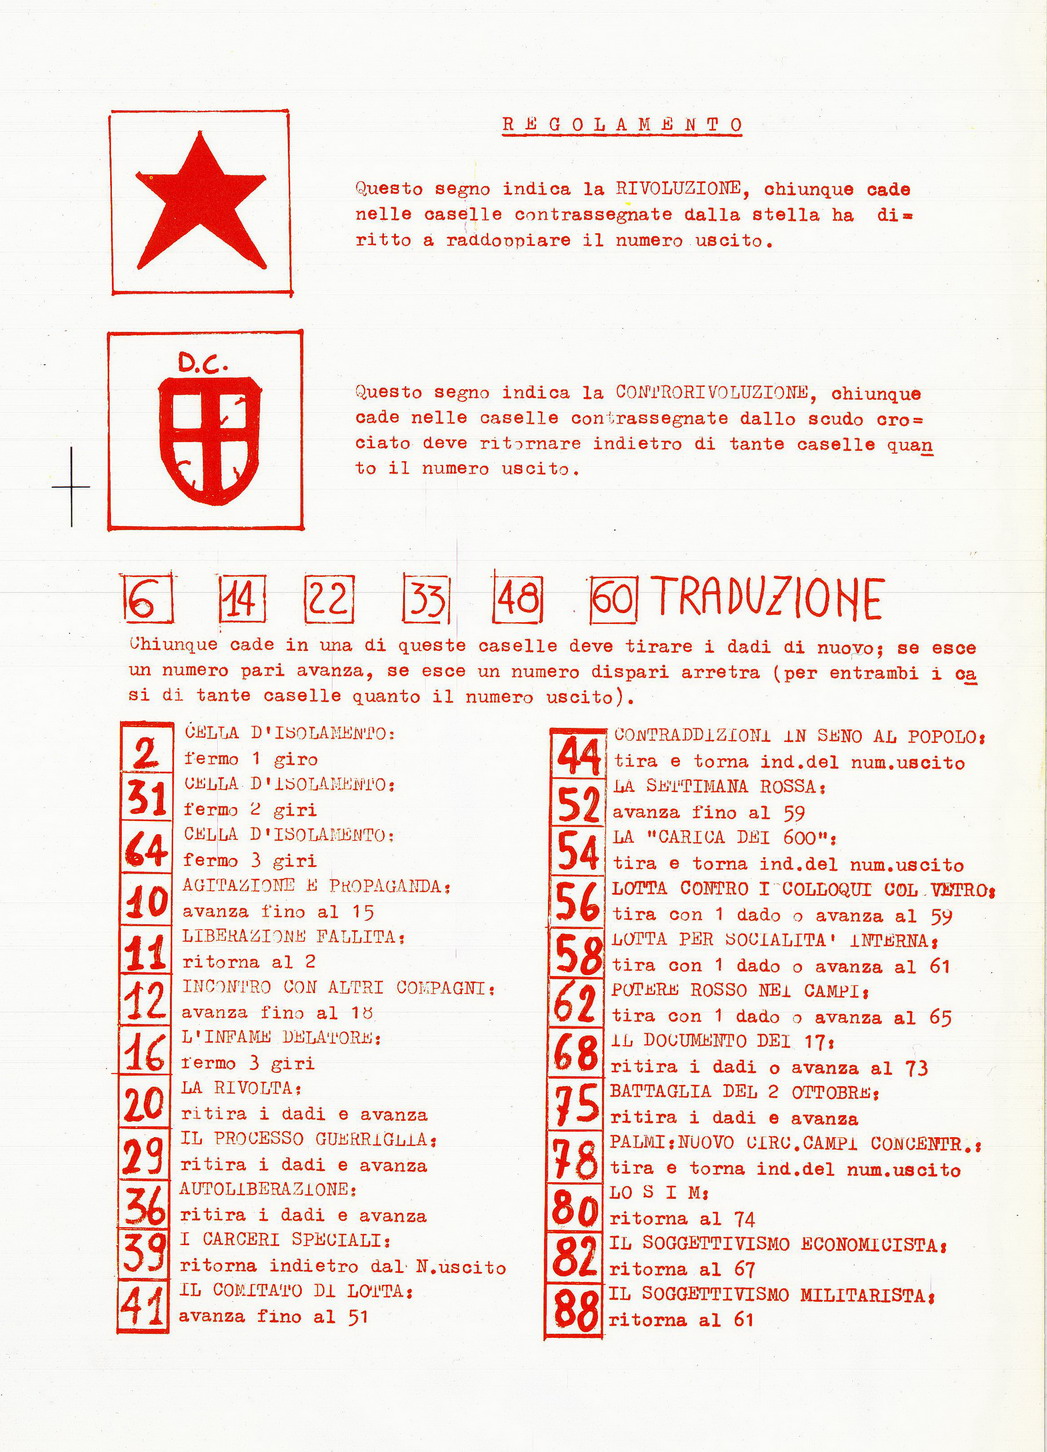 R E G O L A M E N T O
Questo segno indica la RIVOLUZIONE, chiunque cade
nelle caselle contrassegnate dalla stella ha di=
ritto a raddoppiare il numero uscito.
D.C.
Questo segno indica la CONTRORIVOLUZIONE, chiunque
cade nelle caselle contrassegnate dallo scudo cro=
ciato deve ritornare indietro di tante caselle quan
to il numero uscito.
6 14 22 33 48 60 TRADUZIONE
Chiunque cade in una di queste caselle deve tirare i dadi di nuovo; se esce
un numero pari avanza, se esce un numero dispari arretra (per entrambi i ca
si di tante caselle quanto il numero uscito).
2 CELLA D'ISOLAMENTO:
fermo 1 giro
31 CELLA D'ISOLAMENTO:
fermo 2 giri
64 CELLA D'ISOLAMENTO:
fermo 3 giri
10 AGITAZIONE E PROPAGANDA:
avanza fino al 15
11 LIBERAZIONE FALLITA:
ritorna al 2
12 INCONTRO CON ALTRI COMPAGNI:
avanza fino al 18
16 L'INFAME DELATORE:
fermo 3 giri
20 LA RIVOLTA:
ritira i dadi e avanza
29 IL PROCESSO GUERRIGLIA:
ritira i dadi e avanza
36 AUTOLIBERAZIONE:
ritira i dadi e avanza
39 I CARCERI SPECIALI:
ritorna indietro dal N.uscito
41 IL COMITATO DI LOTTA:
avanza fino al 51
44 CONTRADDIZIONI IN SENO AL POPOLO:
tira e torna ind.del num.uscito
52 LA SETTIMANA ROSSA:
avanza fino al 59
54 LA "CARICA DEI 600":
tira e torna ind.del num.uscito
56 LOTTA CONTRO I COLLOQUI COL VETRO:
tira con 1 dado o avanza al 59
58 LOTTA PER SOCIALITA' INTERNA:
tira con 1 dado o avanza al 61
62 POTERE ROSSO NEI CAMPI:
tira con 1 dado o avanza al 65
68 IL DOCUMENTO DEI 17:
ritira i dadi o avanza al 73
75 BATTAGLIA DEL 2 OTTOBRE:
ritira i dadi e avanza
78 PALMI:NUOVO CIRC.CAMPI CONCENTR.:
tira e torna ind.del num.uscito
80 LO S I M:
ritorna al 74
82 IL SOGGETTIVISMO ECONOMICISTA:
ritorna al 67
88 IL SOGGETTIVISMO MILITARISTA:
ritorna al 61